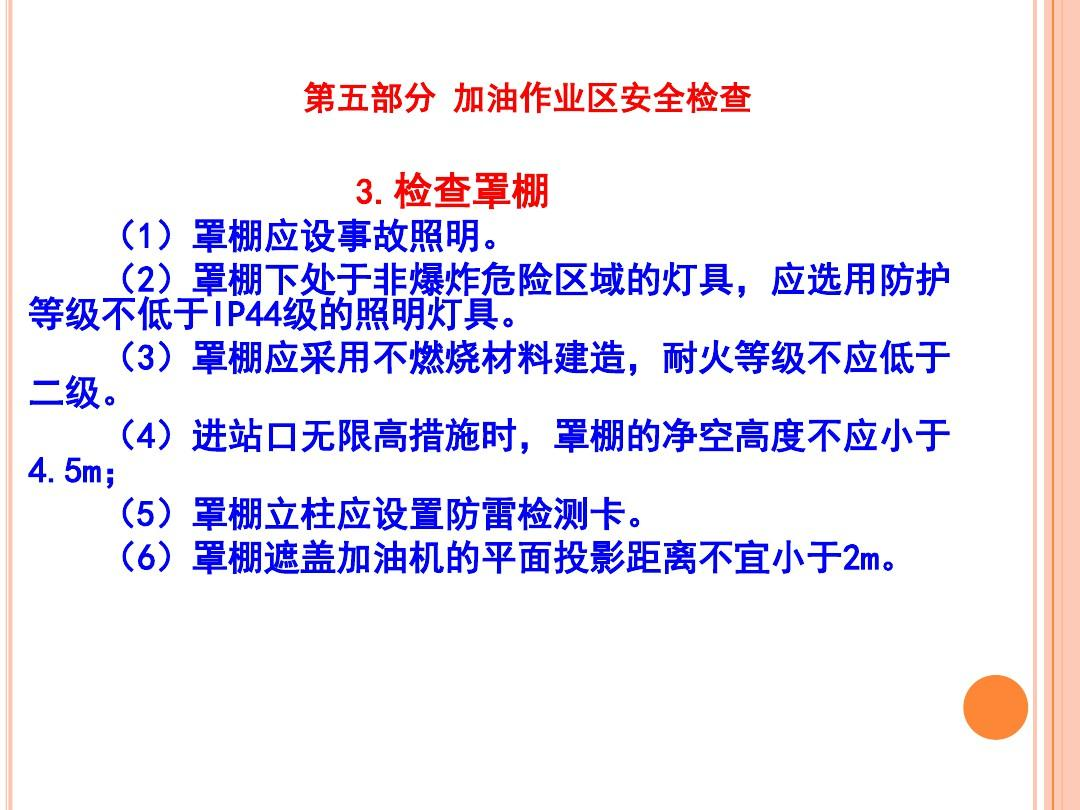 第五部分 加油作业区安全检查
3.检查罩棚
（1）罩棚应设事故照明。
（2）罩棚下处于非爆炸危险区域的灯具，应选用防护
等级不低于IP44级的照明灯具。
（3）罩棚应采用不燃烧材料建造，耐火等级不应低于
二级。
（4）进站口无限高措施时，罩棚的净空高度不应小于
4.5m；
（5）罩棚立柱应设置防雷检测卡。
（6）罩棚遮盖加油机的平面投影距离不宜小于2m。